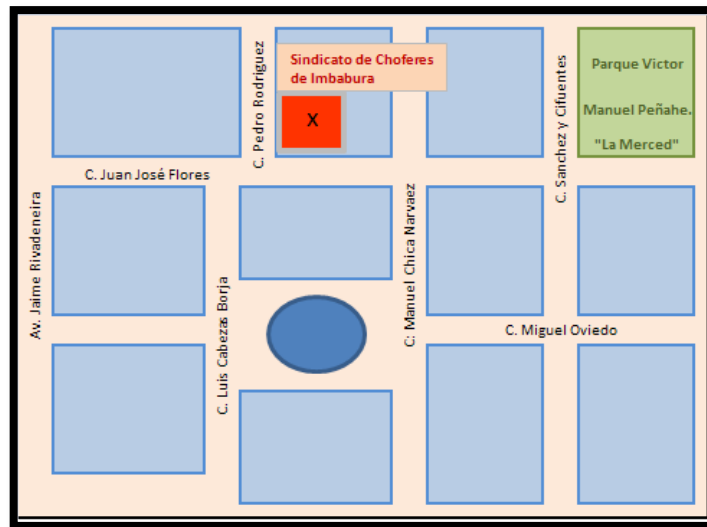 Sindicato de Choferes
de Imbabura
X
Parque Victor
Manuel Peñahe.
"La Merced"
C. Pedro Rodriguez
C. Sanchez y Cifuentes
C. Juan José Flores
Av. Jaime Rivadeneira
C. Luis Cabezas Borja
C: Manuel Chica Narvaez
C. Miguel Oviedo